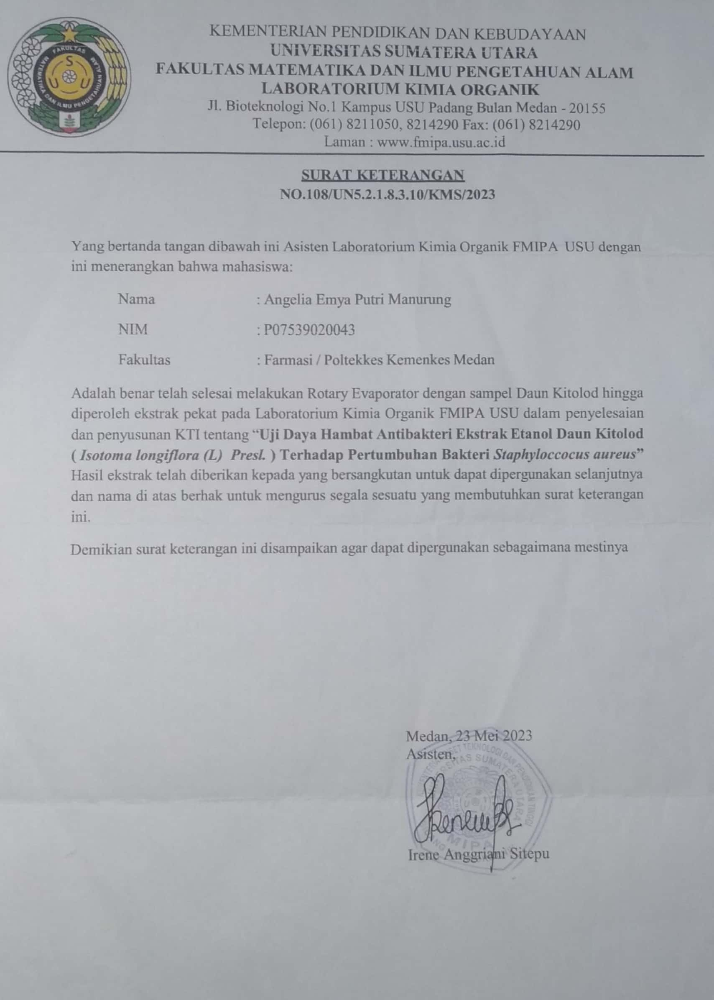 KEMENTERIAN PENDIDIKAN DAN KEBUDAYAAN
UNIVERSITAS SUMATERA UTARA
FAKULTAS MATEMATIKA DAN ILMU PENGETAHUAN ALAM
LABORATORIUM KIMIA ORGANIK
Jl. Bioteknologi No.1 Kampus USU Padang Bulan Medan - 20155
Telepon: (061) 8211050, 8214290 Fax: (061) 8214290
Laman : www.fmipa.usu.ac.id
FAKULTAS
MATEMATIKA DAN ILMU PENGETAHUAN ALAM
USU
SURAT KETERANGAN
NO.108/UN5.2.1.8.3.10/KMS/2023
Yang bertanda tangan dibawah ini Asisten Laboratorium Kimia Organik FMIPA USU dengan
ini menerangkan bahwa mahasiswa:
Nama : Angelia Emya Putri Manurung
NIM : P07539020043
Fakultas : Farmasi / Poltekkes Kemenkes Medan
Adalah benar telah selesai melakukan Rotary Evaporator dengan sampel Daun Kitolod hingga
diperoleh ekstrak pekat pada Laboratorium Kimia Organik FMIPA USU dalam penyelesaian
dan penyusunan KTI tentang “Uji Daya Hambat Antibakteri Ekstrak Etanol Daun Kitolod
( Isotoma longiflora (L) Presl. ) Terhadap Pertumbuhan Bakteri Staphyloccocus aureus”
Hasil ekstrak telah diberikan kepada yang bersangkutan untuk dapat dipergunakan selanjutnya
dan nama di atas berhak untuk mengurus segala sesuatu yang membutuhkan surat keterangan
ini.
Demikian surat keterangan ini disampaikan agar dapat dipergunakan sebagaimana mestinya
Medan, 23 Mei 2023
Asisten,
TEKNOLOGI DAN PENDIDIKAN TINGGI
SUMATERA UTARA
MIPA
Irene Anggriani Sitepu